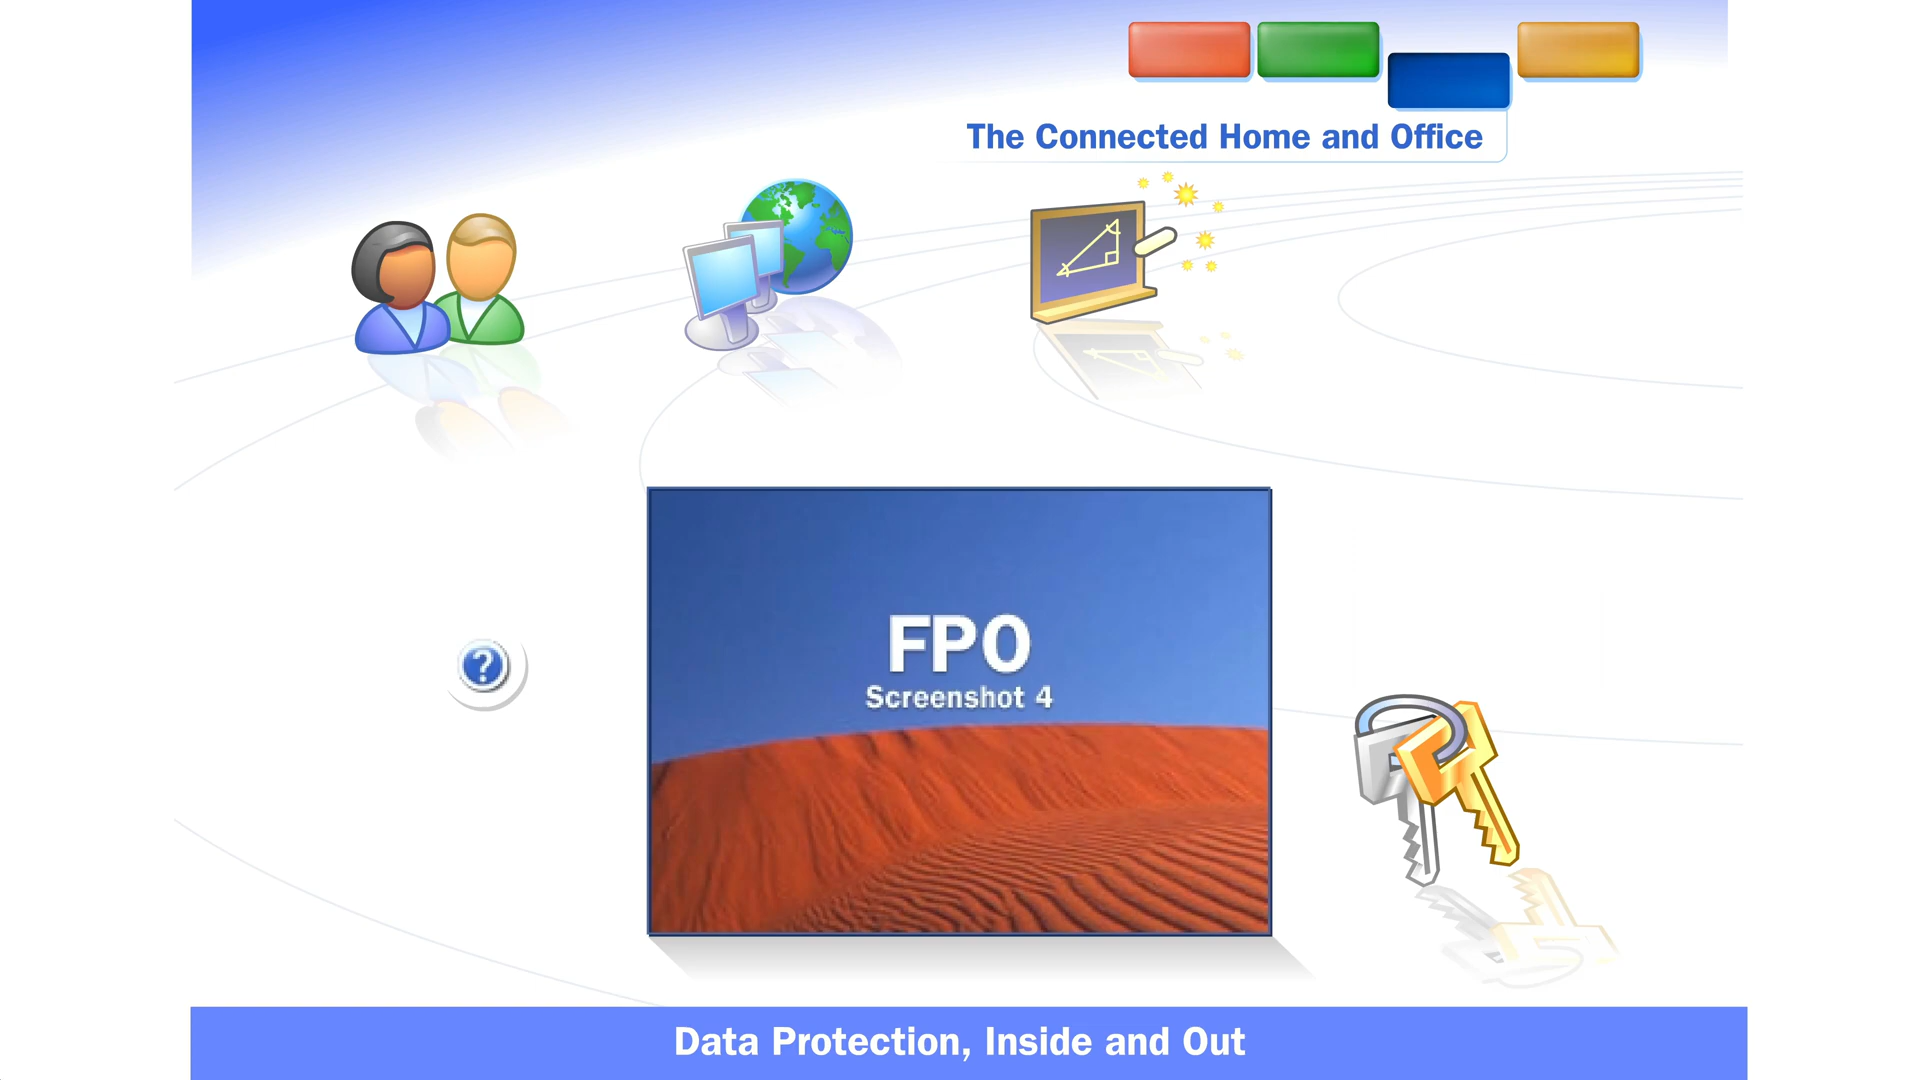 The Connected Home and Office
?
FPO
Screenshot 4
Data Protection, Inside and Out